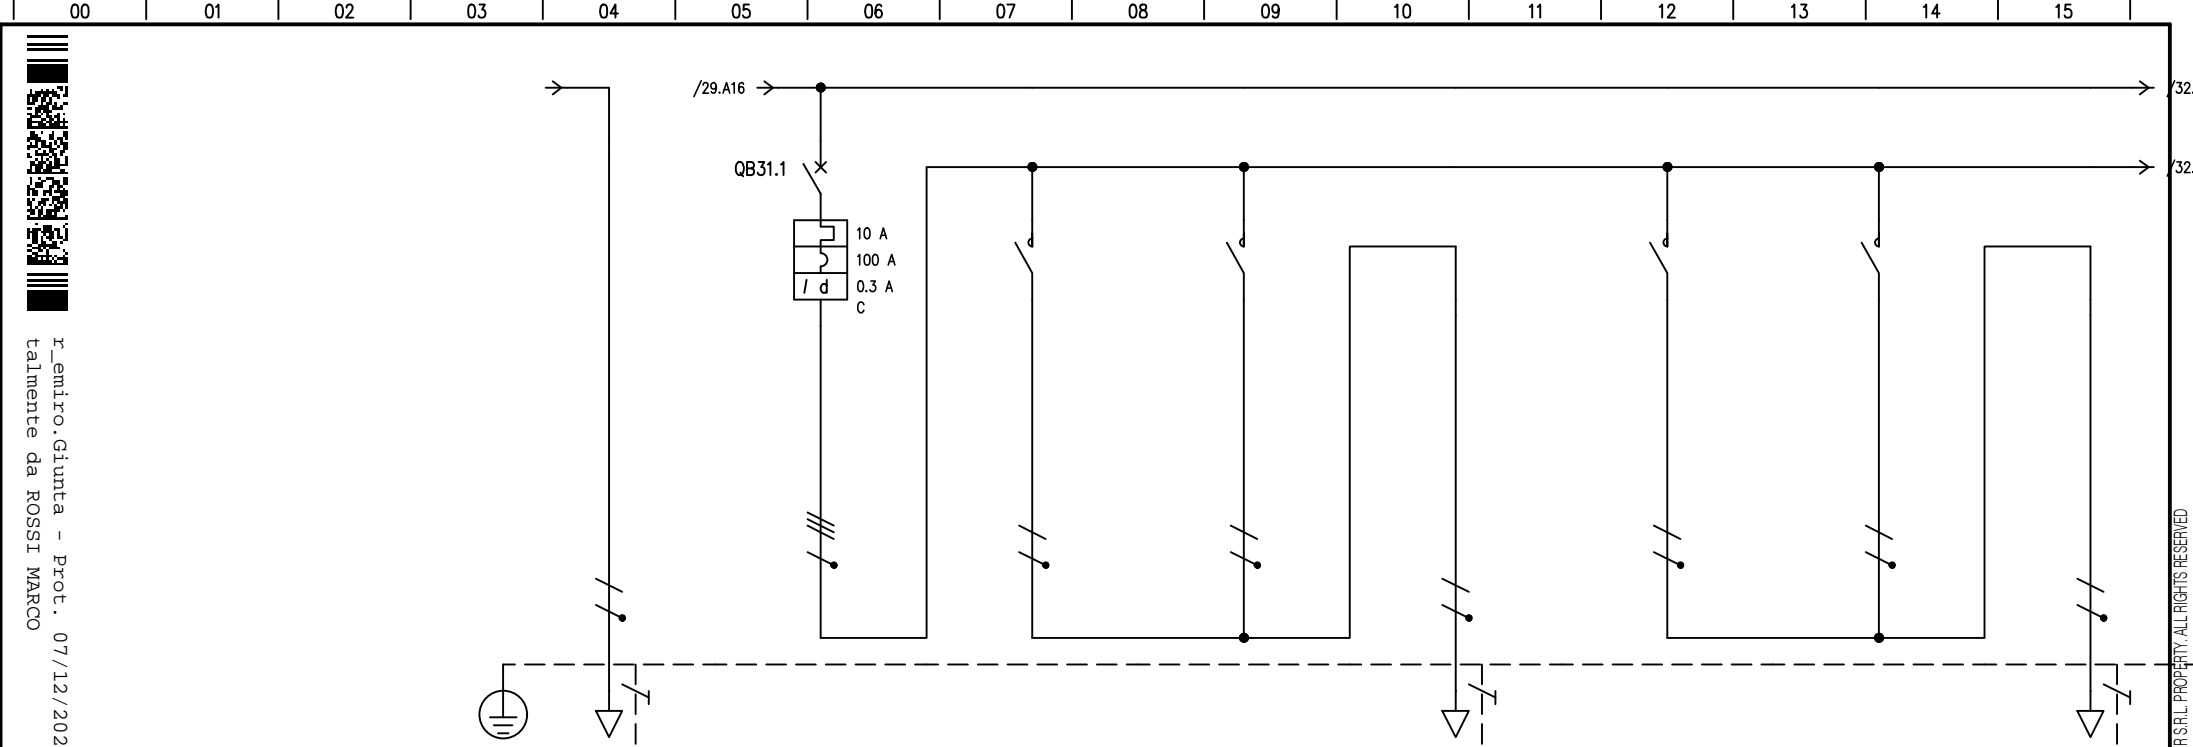 00 01 02 03 04 05 06 07 08 09 10 11 12 13 14 15
/29.A16
/32.
QB31.1
/32.
10 A
100 A
I d 0.3 A
C
r_emiro.Giunta - Prot. 07/12/202
talmente da ROSSI MARCO
R S.R.L. PROPERTY. ALL RIGHTS RESERVED